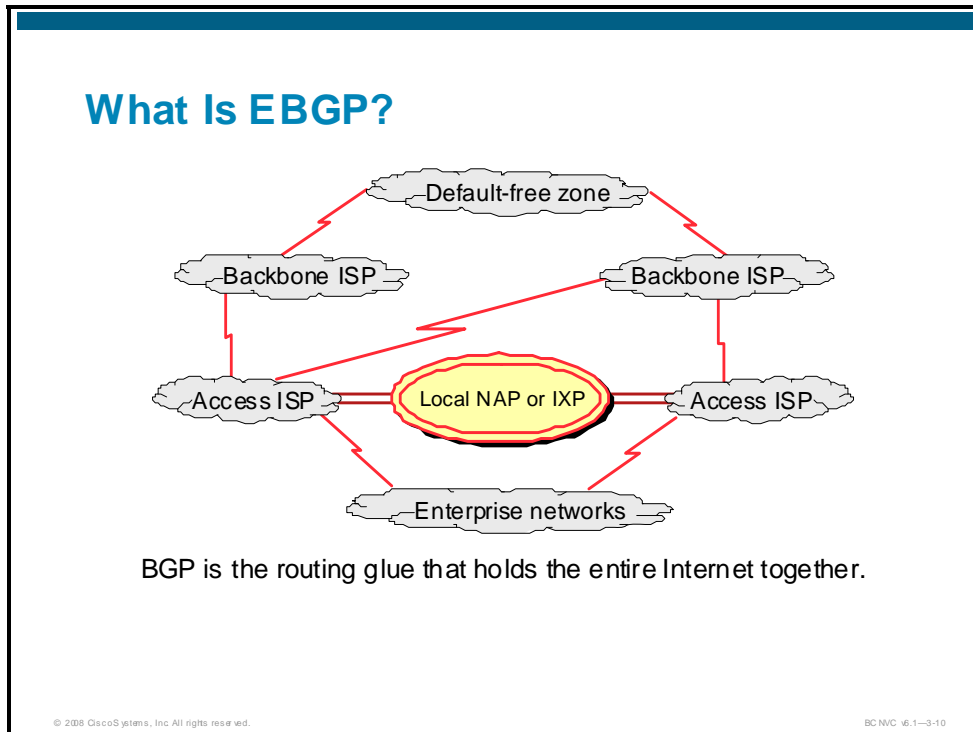 What Is EBGP?
Default-free zone
Backbone ISP
Backbone ISP
Access ISP
Local NAP or IXP
Access ISP
Enterprise networks
BGP is the routing glue that holds the entire Internet together.
© 2008 Cisco Systems, Inc. All rights reserved.
BCNVC v6.1—3-10